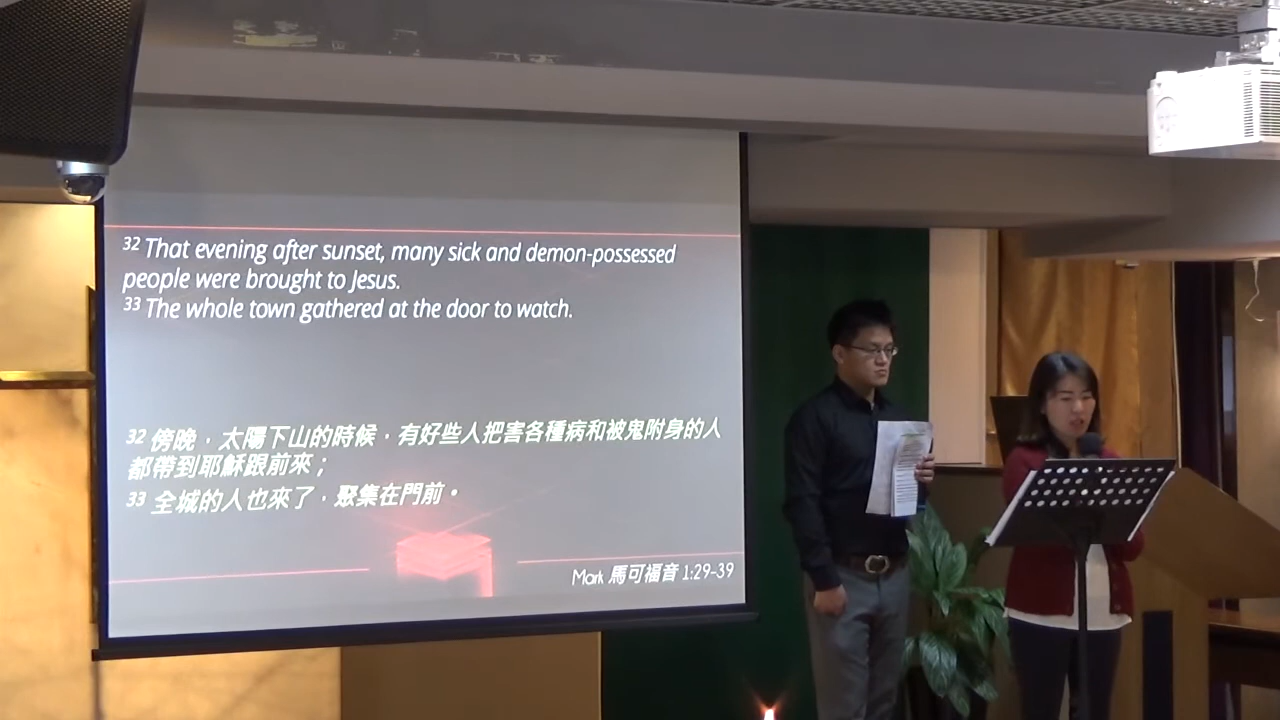 32 That evening after sunset, many sick and demon-possessed
people were brought to Jesus.
33 The whole town gathered at the door to watch.
32 傍晚，太陽下山的時候，有好些人把害各種病和被鬼附身的人
都帶到耶穌跟前來；
33 全城的人也來了，聚集在門前。
Mark 馬可福音 1:29-39